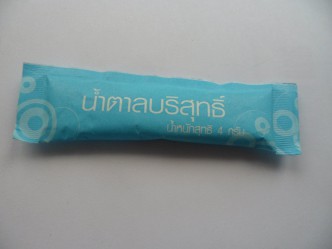 น้ำตาลบริสุทธิ์
น้ำหนักสุทธิ 4 กรัม